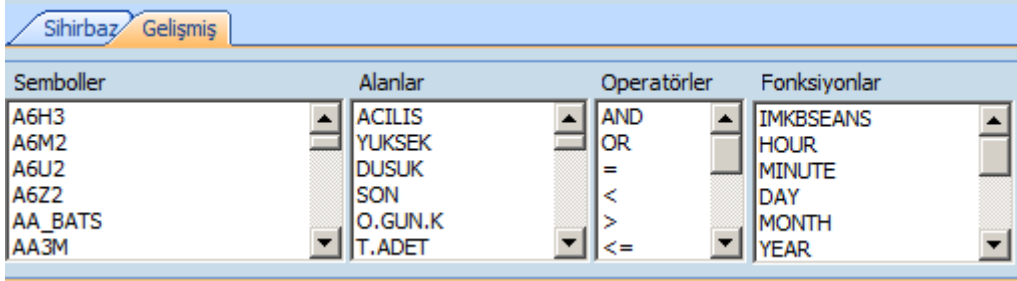 Sihirbaz Gelişmiş
Semboller Alanlar Operatörler Fonksiyonlar
A6H3 ACILIS AND IMKBSEANS
A6M2 YUKSEK OR HOUR
A6U2 DUSUK = MINUTE
A6Z2 SON < DAY
AA_BATS O.GUN.K > MONTH
AA3M T.ADET <= YEAR